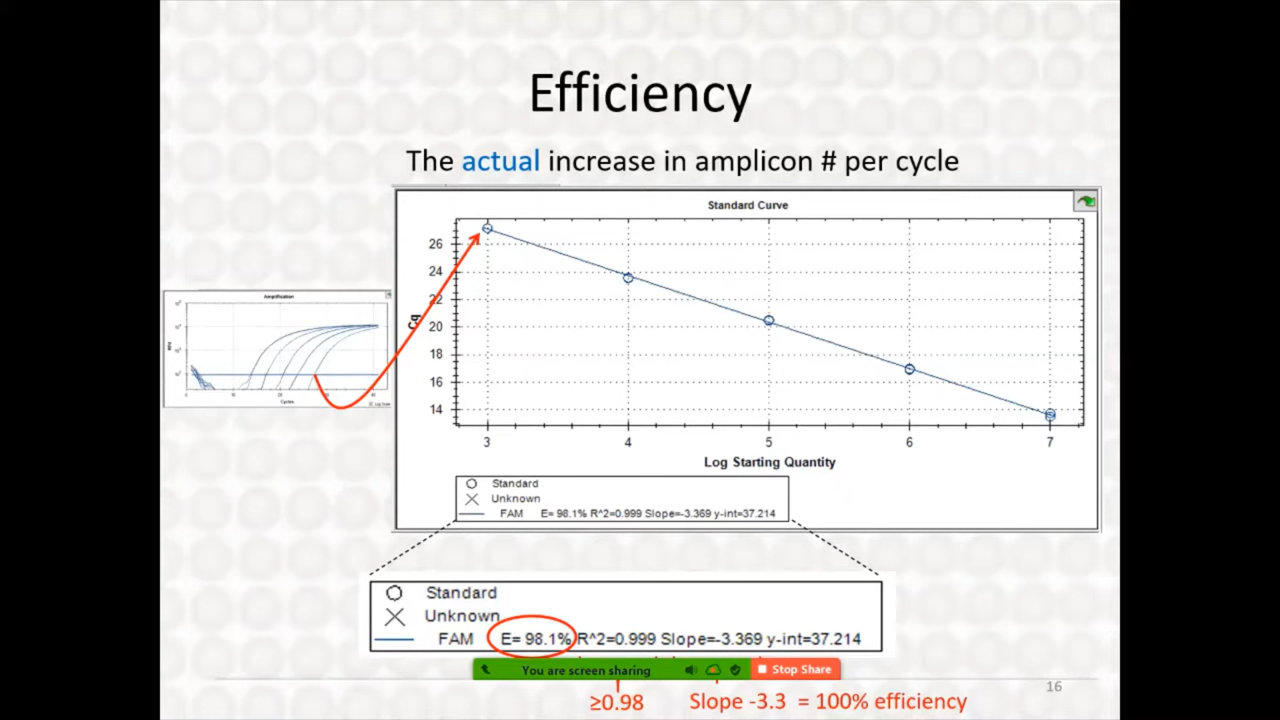 Efficiency
The actual increase in amplicon # per cycle
Standard Curve
26
24
22
20
18
16
14
Cq
3 4 5 6 7
Log Starting Quantity
Standard
Unknown
FAM E= 98.1% R^2=0.999 Slope=-3.369 y-int=37.214
Amplification
Cycles
Log Scale
Standard
Unknown
FAM E= 98.1% R^2=0.999 Slope=-3.369 y-int=37.214
You are screen sharing Stop Share
≥0.98 Slope -3.3 = 100% efficiency
16